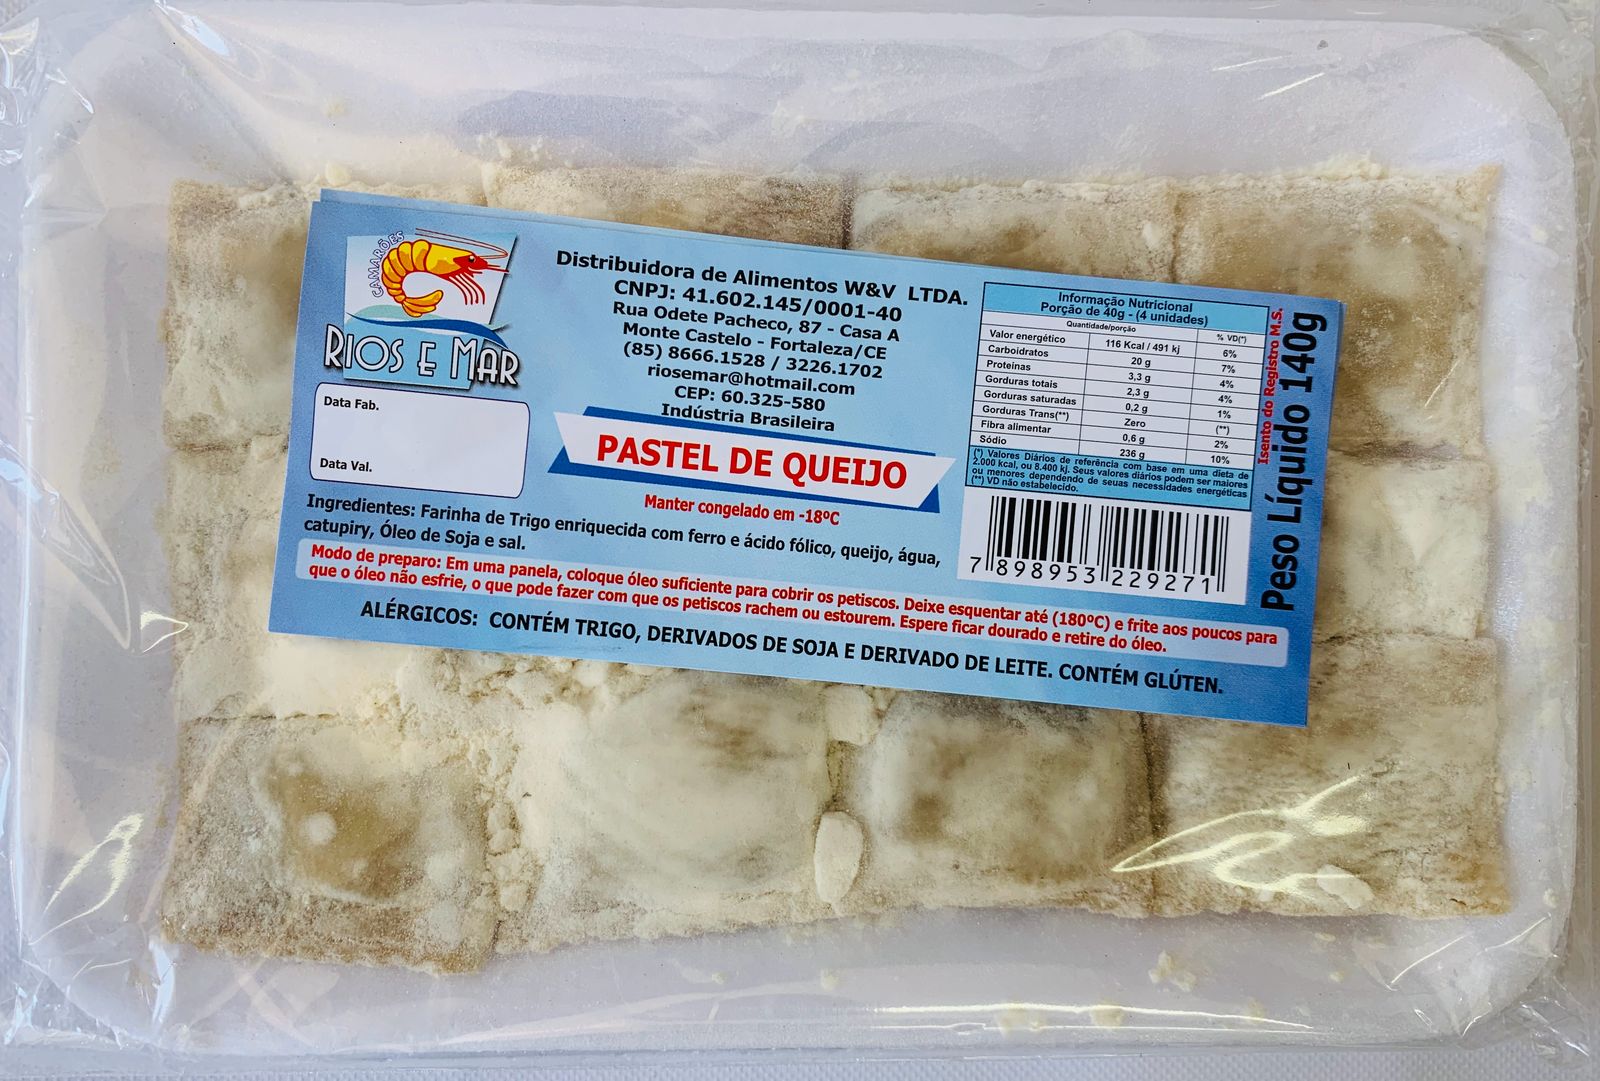 CAMARÕES
RIOS E MAR
Data Fab.
Data Val.
Distribuidora de Alimentos W&V LTDA.
CNPJ: 41.602.145/0001-40
Rua Odete Pacheco, 87 - Casa A
Monte Castelo - Fortaleza/CE
(85) 8666.1528 / 3226.1702
riosemar@hotmail.com
CEP: 60.325-580
Indústria Brasileira
PASTEL DE QUEIJO
Manter congelado em -18ºC
Informação Nutricional
Porção de 40g - (4 unidades)
Quantidade/porção % VD(*)
Valor energético 116 Kcal / 491 kj 6%
Carboidratos 20 g 7%
Proteínas 3,3 g 4%
Gorduras totais 2,3 g 4%
Gorduras saturadas 0,2 g 1%
Gorduras Trans(**) Zero (**)
Fibra alimentar 0,6 g 2%
Sódio 236 g 10%
(*) Valores Diários de referência com base em uma dieta de
2.000 kcal, ou 8.400 kj. Seus valores diários podem ser maiores
ou menores dependendo de seuas necessidades energéticas
(**) VD não estabelecido.
7 898953 229271
Isento do Registro M.S.
Peso Líquido 140g
Ingredientes: Farinha de Trigo enriquecida com ferro e ácido fólico, queijo, água,
catupiry, Óleo de Soja e sal.
Modo de preparo: Em uma panela, coloque óleo suficiente para cobrir os petiscos. Deixe esquentar até (180ºC) e frite aos poucos para
que o óleo não esfrie, o que pode fazer com que os petiscos rachem ou estourem. Espere ficar dourado e retire do óleo.
ALÉRGICOS: CONTÉM TRIGO, DERIVADOS DE SOJA E DERIVADO DE LEITE. CONTÉM GLÚTEN.